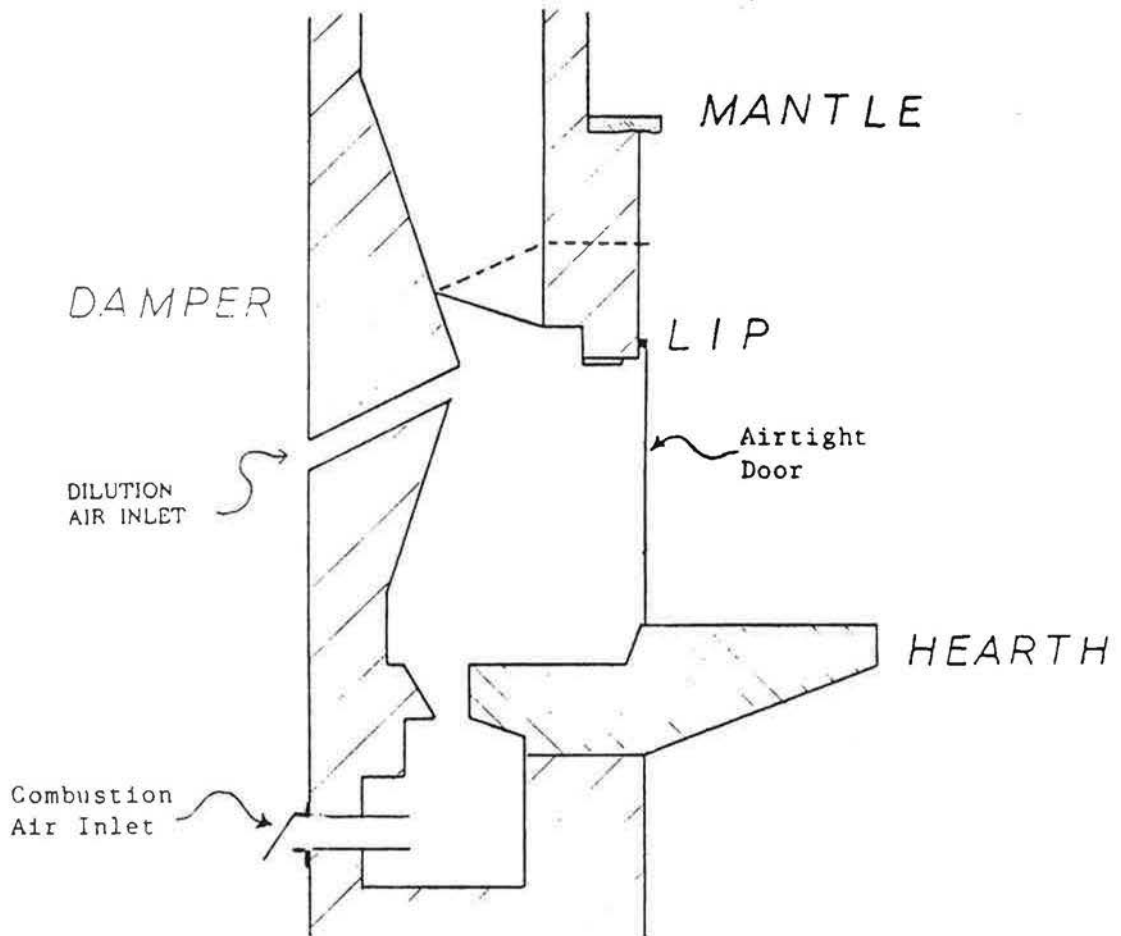 MANTLE
DAMPER
LIP
Airtight
Door
DILUTION
AIR INLET
HEARTH
Combustion
Air Inlet